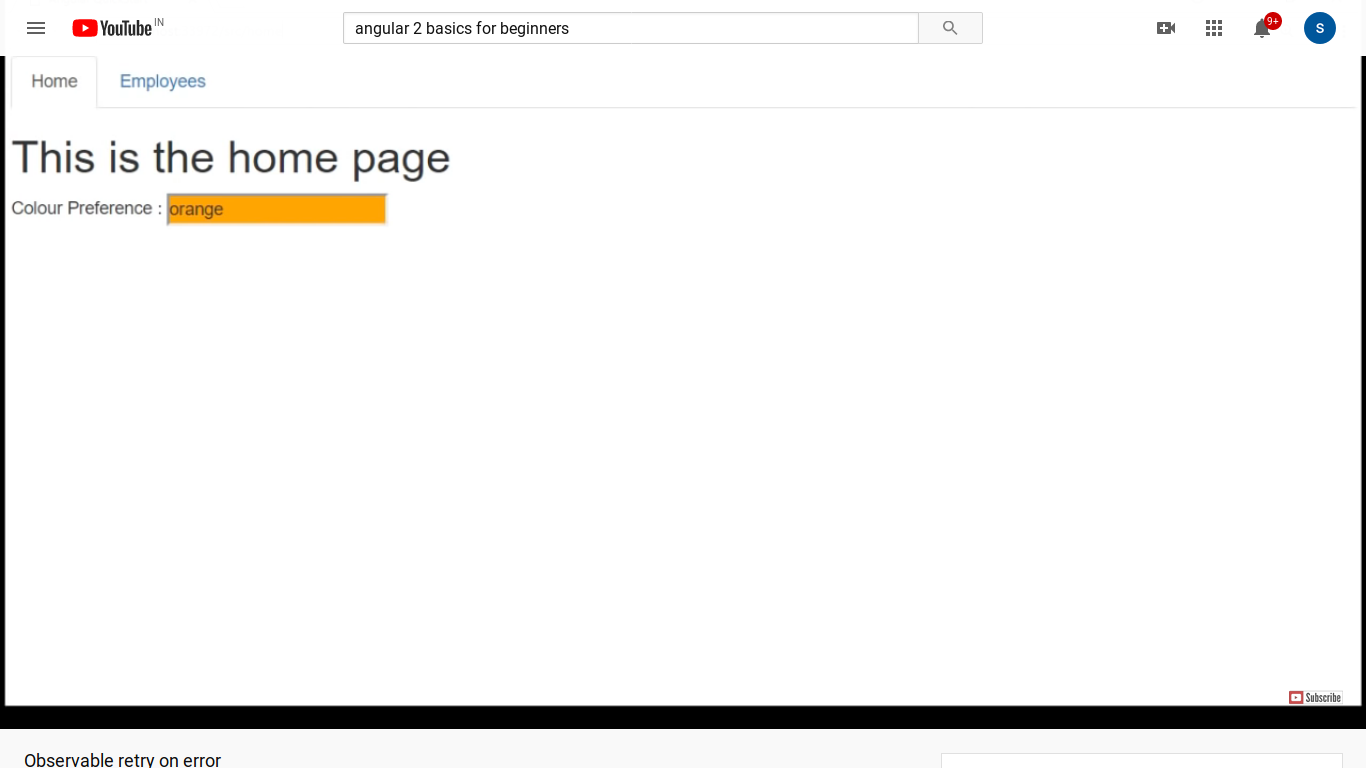 YouTube IN
angular 2 basics for beginners
9+
S
Home Employees
This is the home page
Colour Preference : orange
Subscribe
Observable retry on error